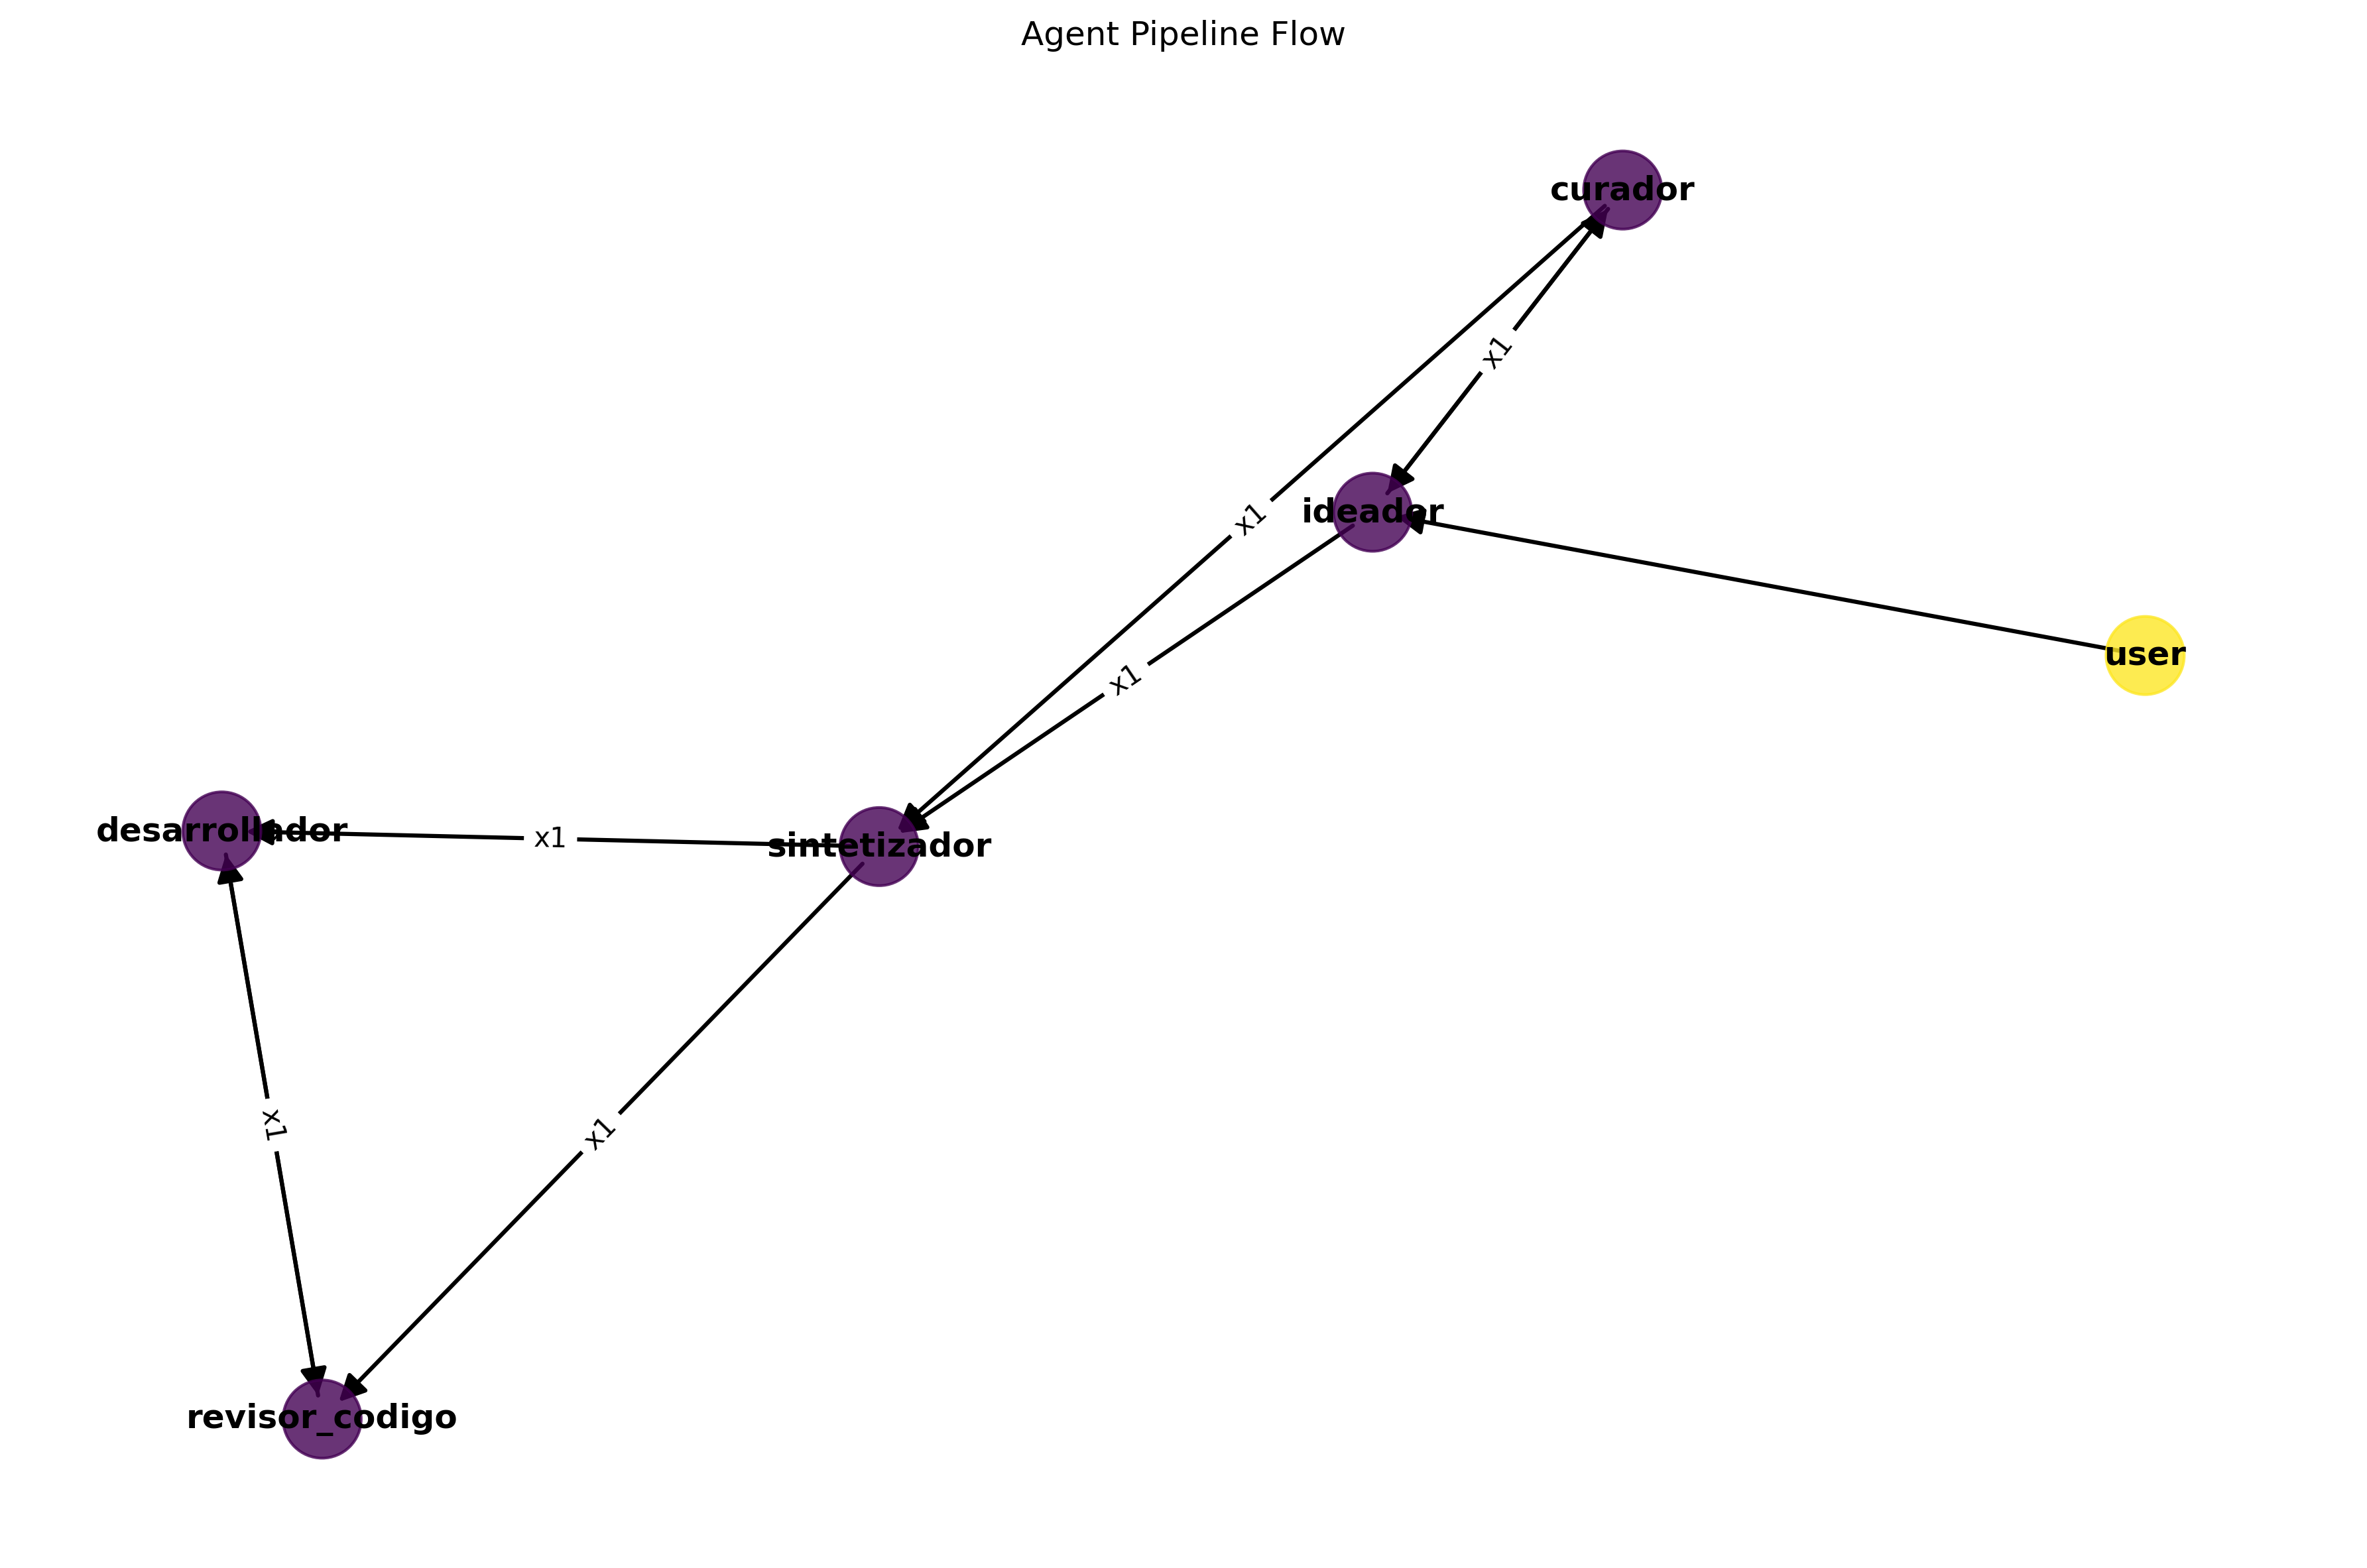 Agent Pipeline Flow
curador
x1
ideador
x1
x1
user
desarrollador
x1
sintetizador
x1
x1
revisor_codigo